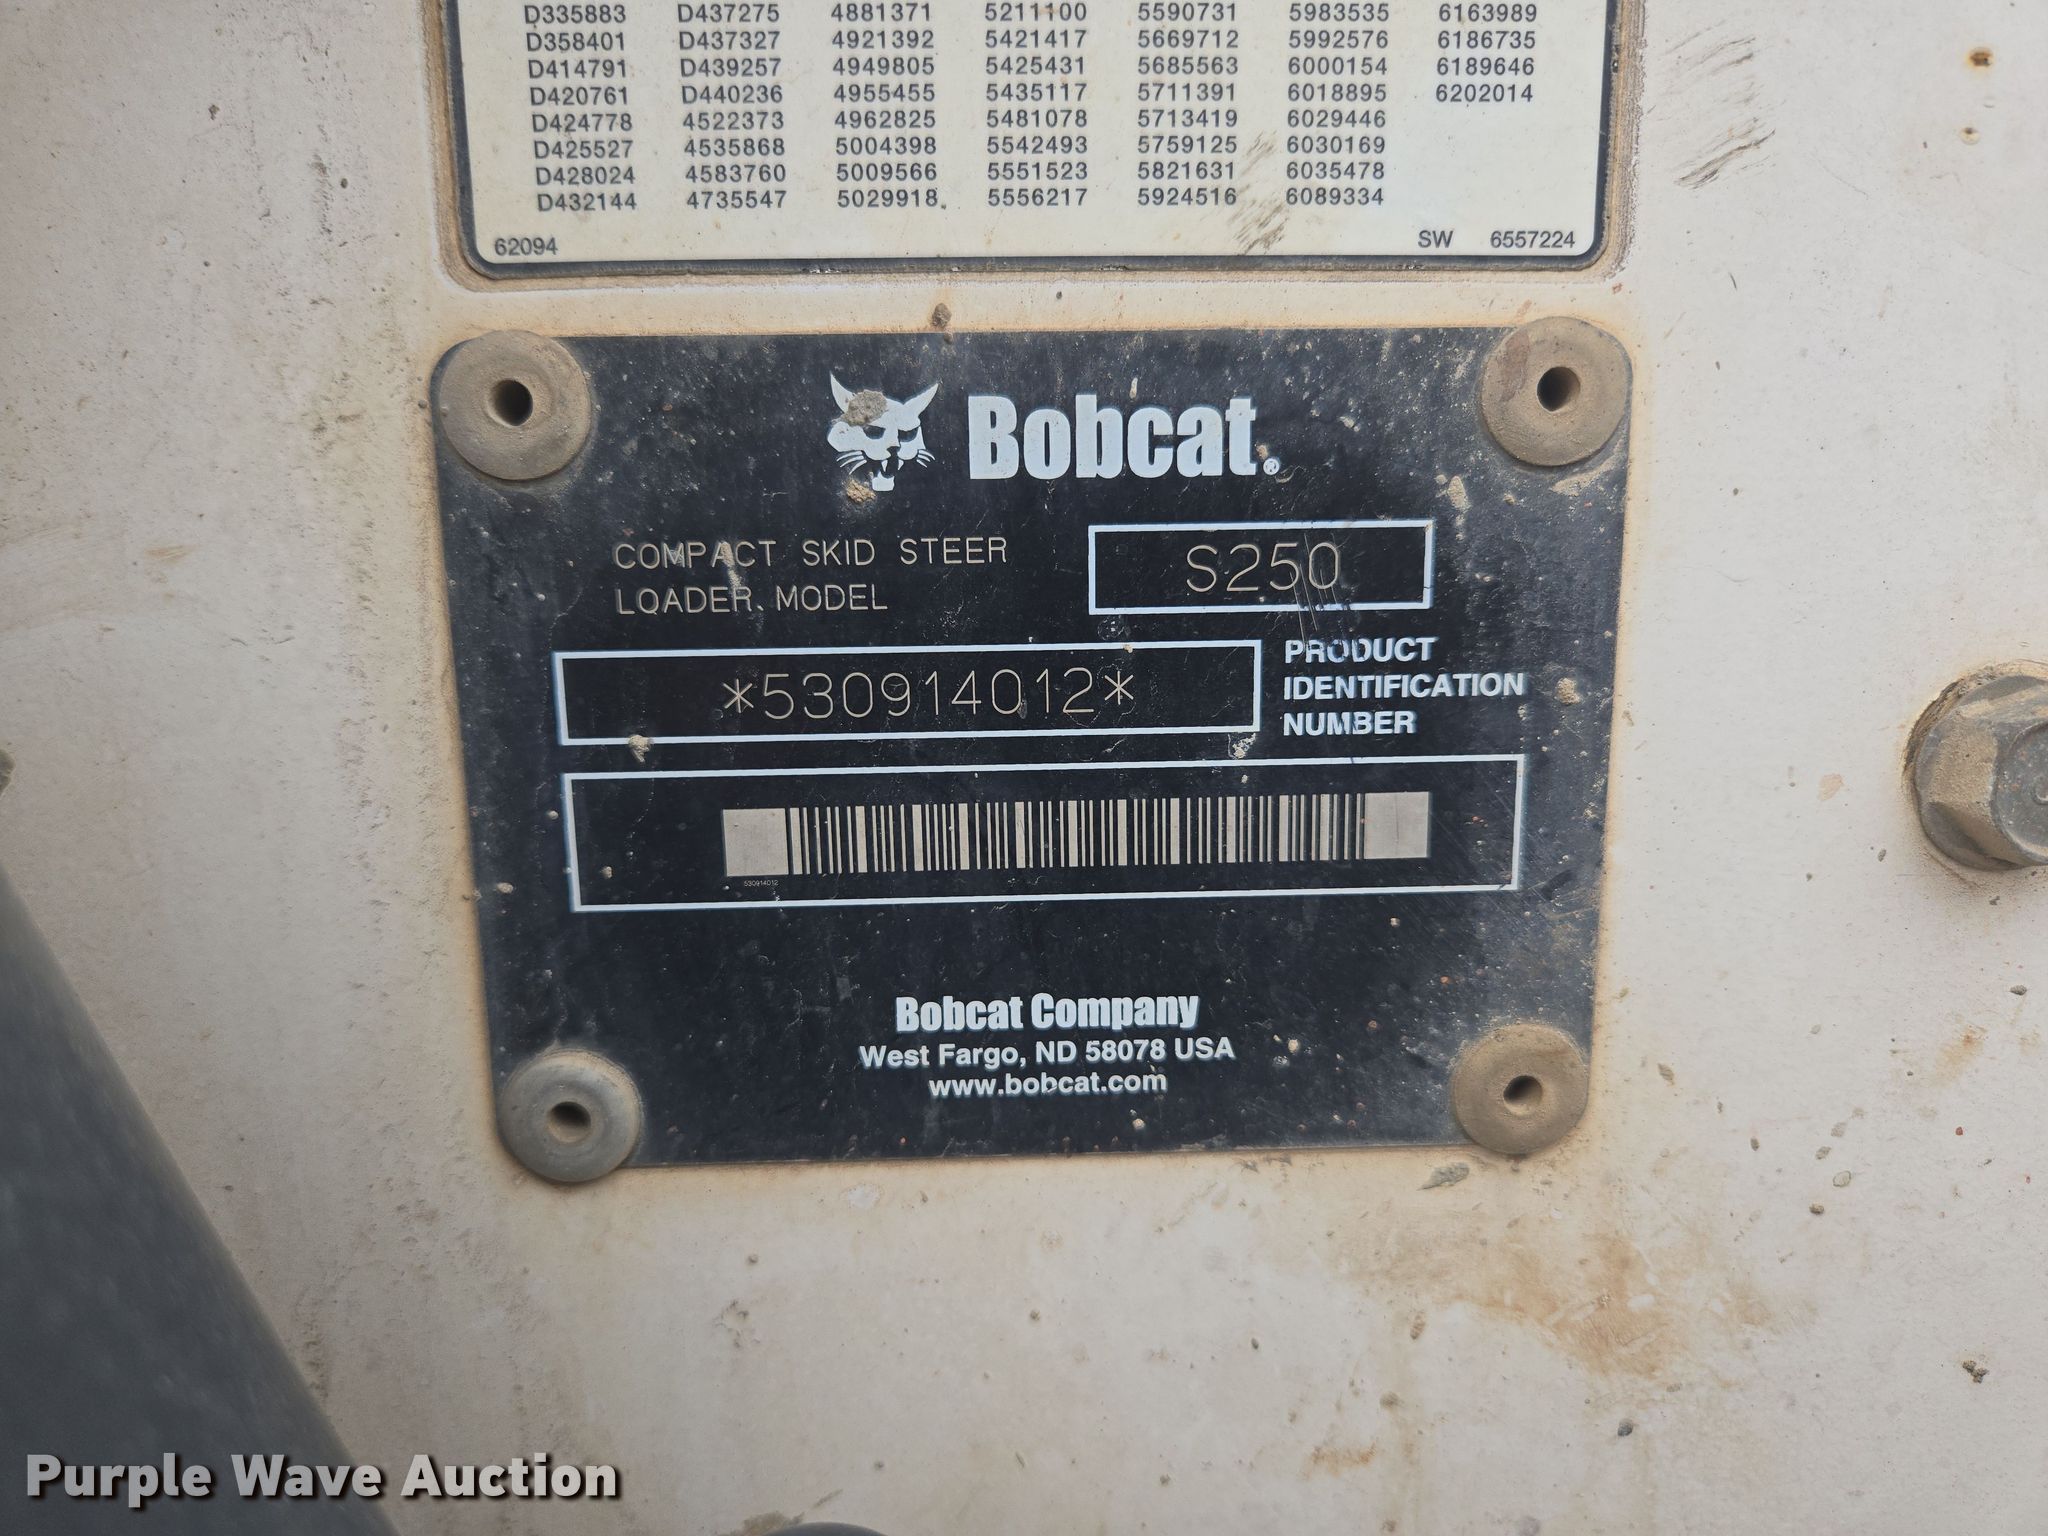 D335883 D437275 4881371 5211100 5590731 5983535 6163989
D358401 D437327 4921392 5421417 5669712 5992576 6186735
D414791 D439257 4949805 5425431 5685563 6000154 6189646
D420761 D440236 4955455 5435117 5711391 6018895 6202014
D424778 4522373 4962825 5481078 5713419 6029446
D425527 4535868 5004398 5542493 5759125 6030169
D428024 4583760 5009566 5551523 5821631 6035478
D432144 4735547 5029918 5556217 5924516 6089334
62094 SW 6557224
Bobcat®
COMPACT SKID STEER
LOADER MODEL
S250
*530914012*
PRODUCT
IDENTIFICATION
NUMBER
530914012
Bobcat Company
West Fargo, ND 58078 USA
www.bobcat.com
Purple Wave Auction